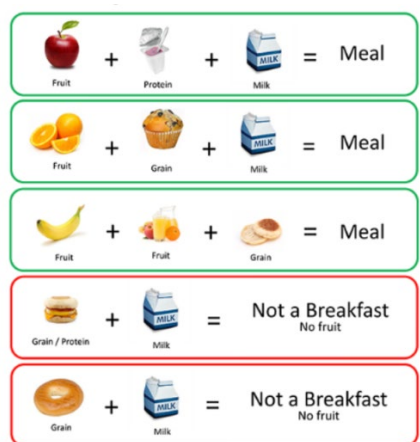 MILK
+ + = Meal
Fruit Protein Milk
MILK
+ + = Meal
Fruit Grain Milk
+ + = Meal
Fruit Fruit Grain
MILK
+ = Not a Breakfast
No fruit
Grain / Protein Milk
MILK
+ = Not a Breakfast
No fruit
Grain Milk